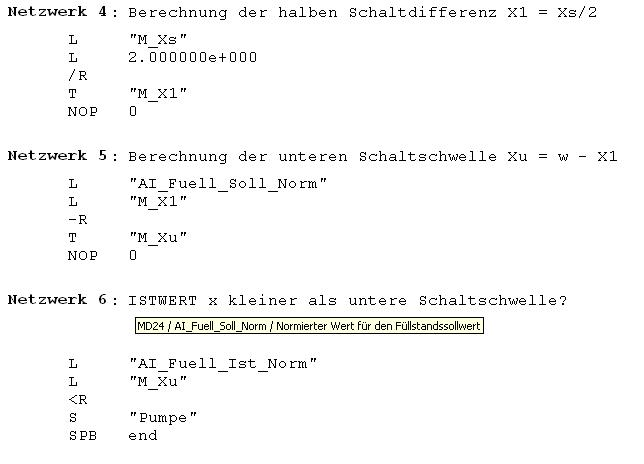 Netzwerk 4: Berechnung der halben Schaltdifferenz X1 = Xs/2
L "M_Xs"
L 2.000000e+000
/R
T "M_X1"
NOP 0
Netzwerk 5: Berechnung der unteren Schaltschwelle Xu = w - X1
L "AI_Fuell_Soll_Norm"
L "M_X1"
-R
T "M_Xu"
NOP 0
Netzwerk 6: ISTWERT x kleiner als untere Schaltschwelle?
MD24 / AI_Fuell_Soll_Norm / Normierter Wert für den Füllstandssollwert
L "AI_Fuell_Ist_Norm"
L "M_Xu"
<R
S "Pumpe"
SPB end